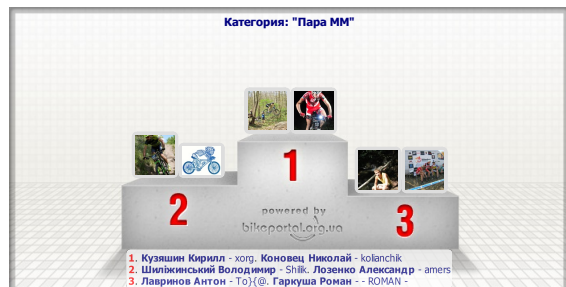 Категория: "Пара ММ"
1
2
3
powered by
bikeportal.org.ua
1. Кузяшин Кирилл - xorg. Коновец Николай - kolianchik
2. Шиліжинський Володимир - Shilik. Лозенко Александр - amers
3. Лавринов Антон - To}{@. Гаркуша Роман - - ROMAN -